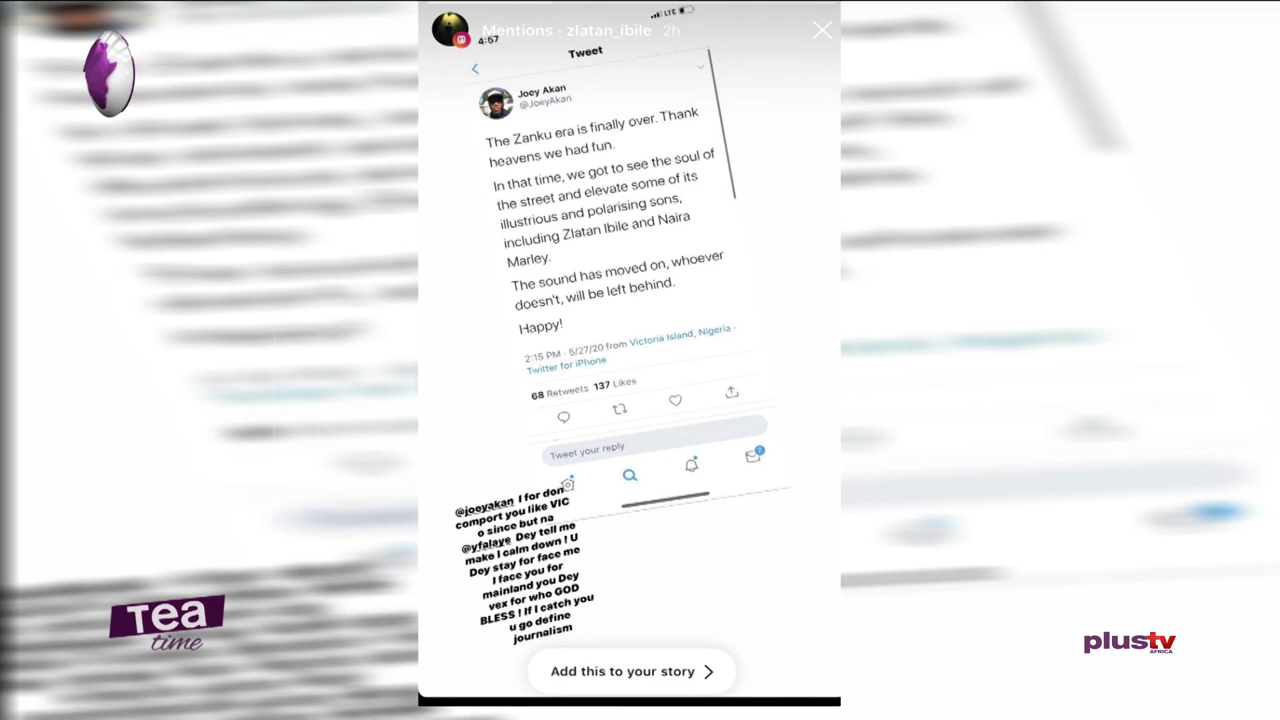 Mentions · zlatan_ibile 2h
LTE
4:57
Tweet
Joey Akan
@JoeyAkan
The Zanku era is finally over. Thank
heavens we had fun.
In that time, we got to see the soul of
the street and elevate some of its
illustrious and polarising sons,
including Zlatan Ibile and Naira
Marley.
The sound has moved on, whoever
doesn't, will be left behind.
Happy!
2:15 PM · 5/27/20 from Victoria Island, Nigeria ·
Twitter for iPhone
68 Retweets 137 Likes
Tweet your reply
7
@joeyakan I for don
comport you like VIC
o since but na
@yfalaye Dey tell me
make I calm down ! U
Dey stay for face me
I face you for
mainland you Dey
vex for who GOD
BLESS ! If I catch you
u go define
journalism
Add this to your story
Tea
time
plustv
AFRICA